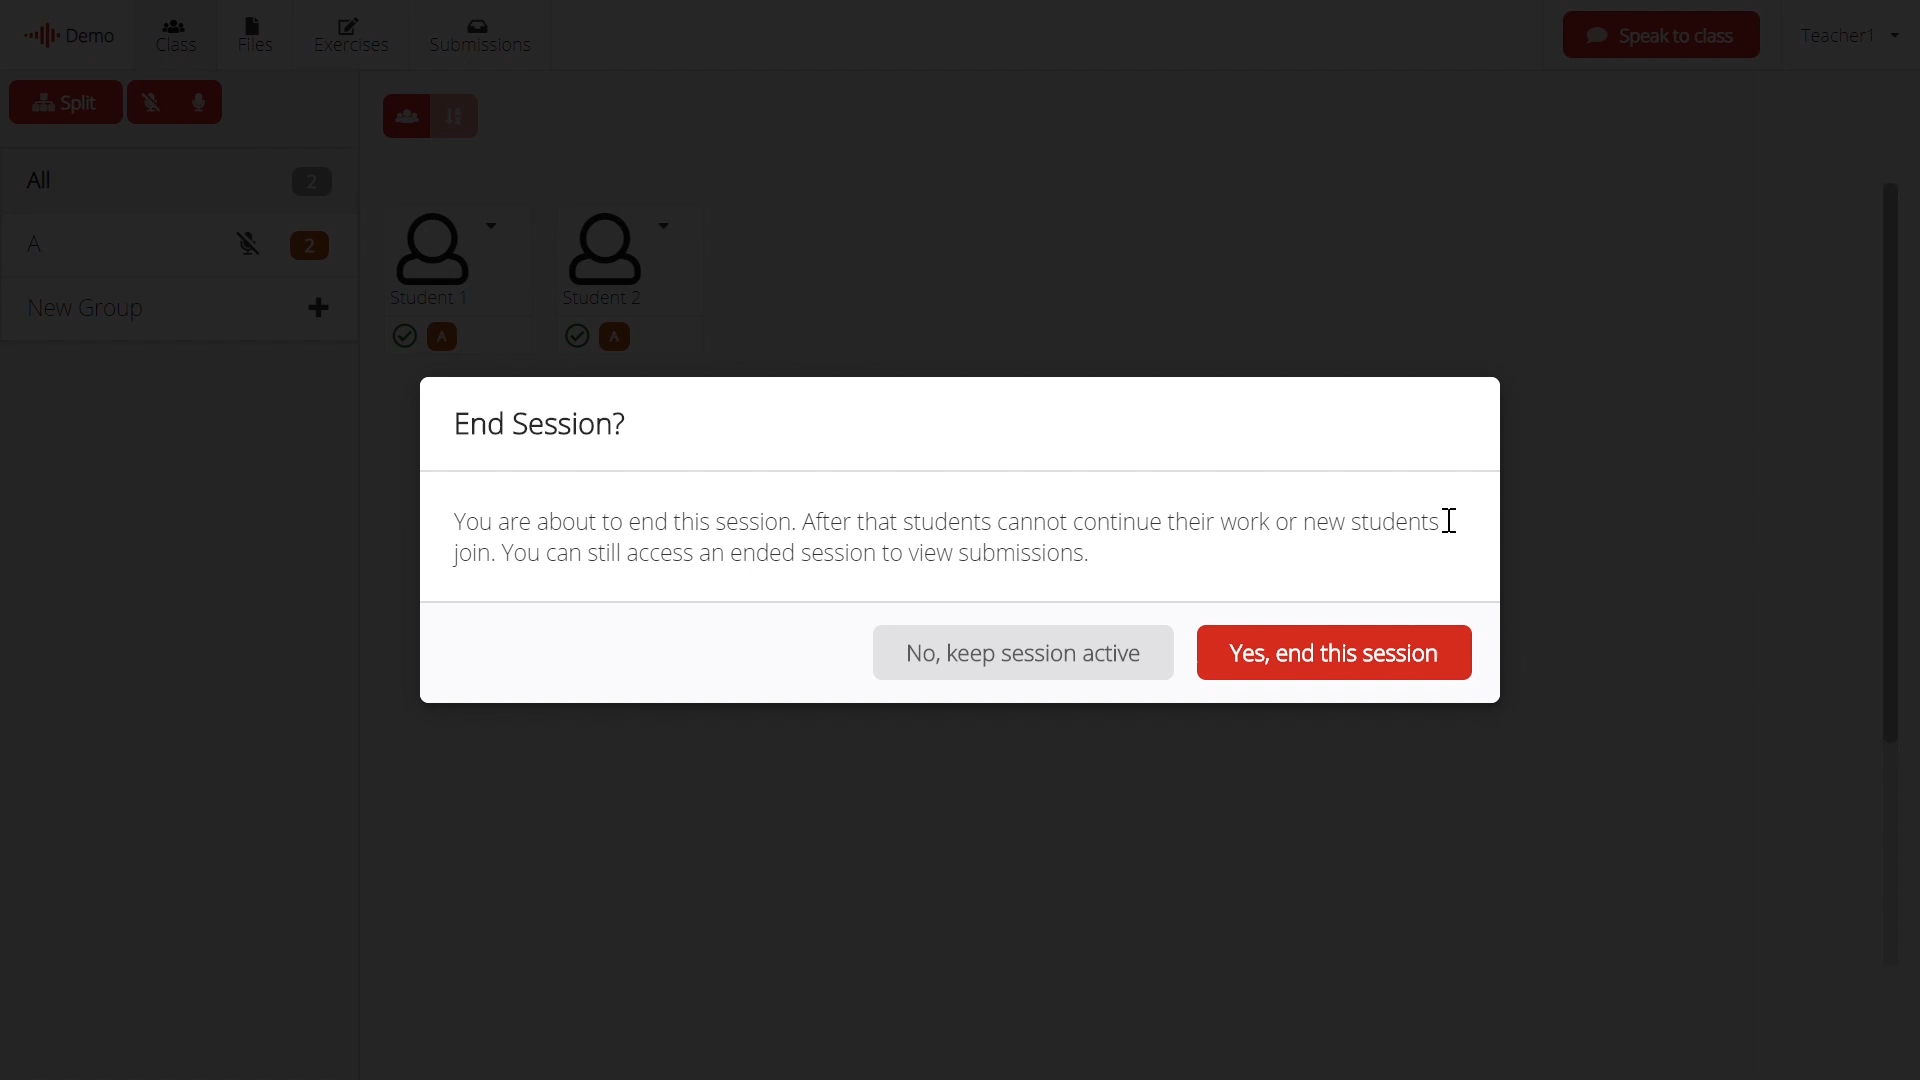 Demo
Class
Files
Exercises
Submissions
Speak to class
Teacher1
Split
All
2
A
2
New Group
Student 1
Student 2
A
A
End Session?
You are about to end this session. After that students cannot continue their work or new students
join. You can still access an ended session to view submissions.
No, keep session active
Yes, end this session